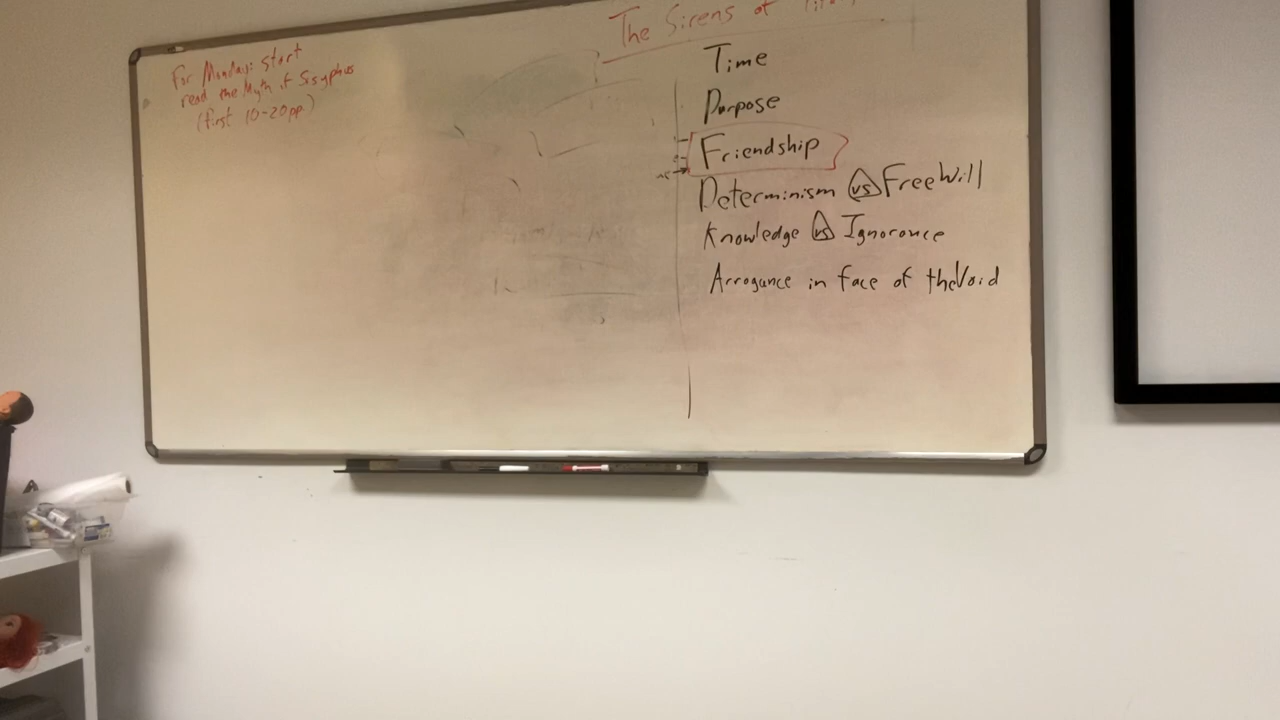 For Monday: start
read the Myth of Sisyphus
(first 10-20pp.)
The Sirens of Titan
Time
Purpose
Friendship
Determinism vs Free Will
Knowledge vs Ignorance
Arrogance in face of the Void